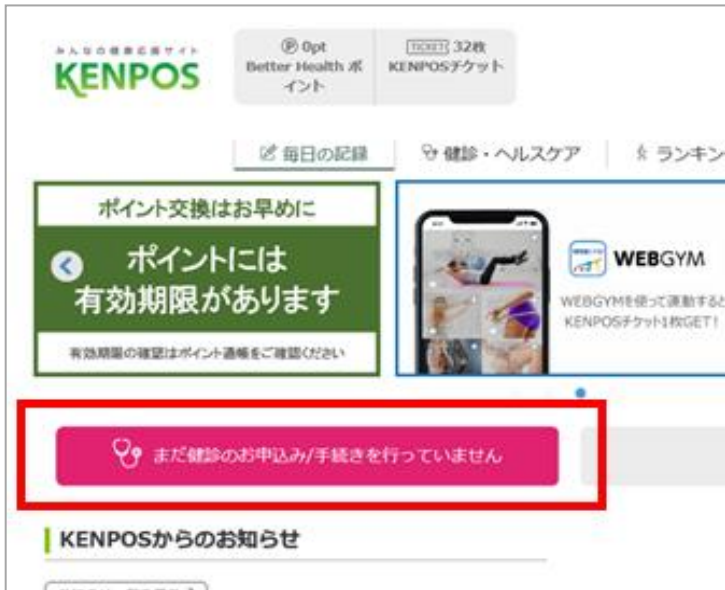 みんなの健康応援サイト
KENPOS
Ⓟ 0pt
Better Health ポ
イント
TICKET 32枚
KENPOSチケット
毎日の記録
健診・ヘルスケア
ランキン
ポイント交換はお早めに
ポイントには
有効期限があります
有効期限の確認はポイント通帳をご確認ください
WEBGYM
WEBGYMを使って運動すると
KENPOSチケット1枚GET!
まだ健診のお申込み/手続きを行っていません
KENPOSからのお知らせ